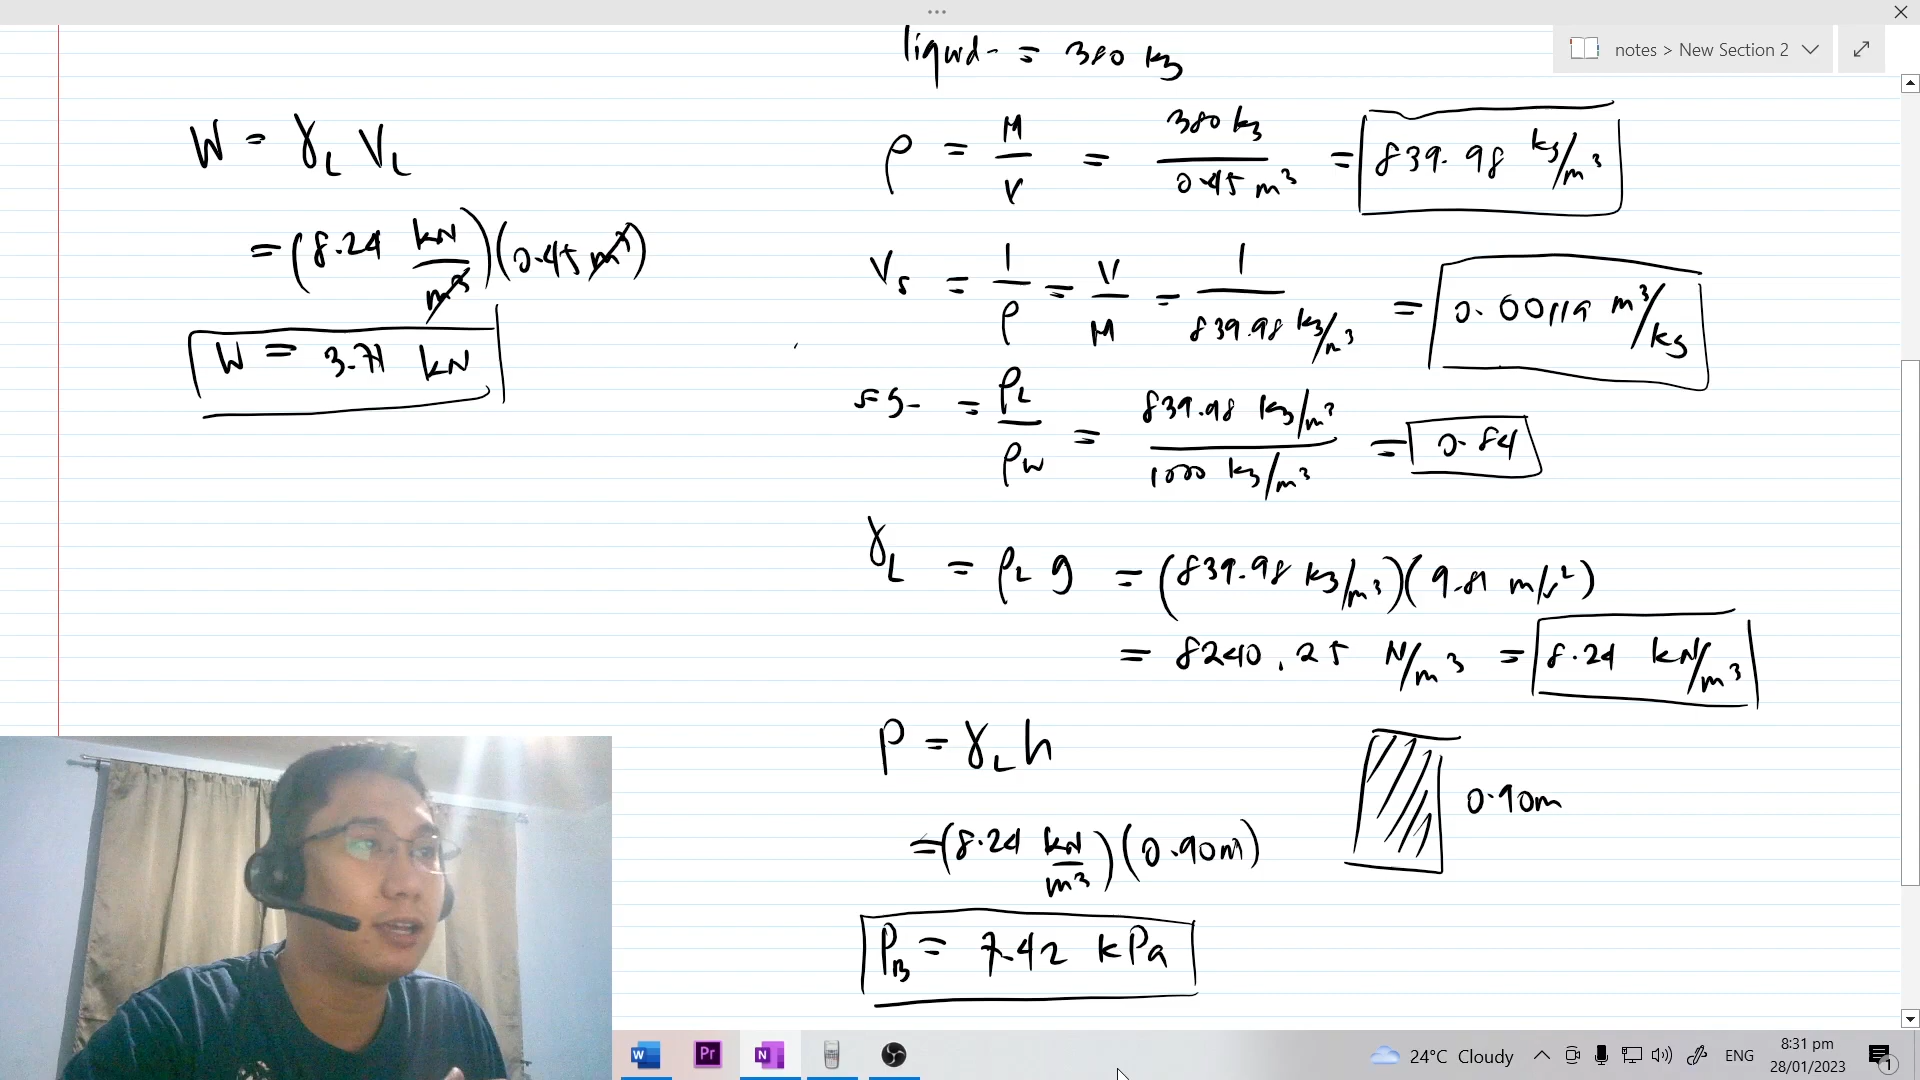 notes > New Section 2
liquid = 380 kg
W = γL VL
= (8.24 kN/m³)(0.45 m³)
W = 3.71 kN
ρ = M/V = 380 kg/0.45 m³ = 839.98 kg/m³
Vs = 1/ρ = V/M = 1/839.98 kg/m³ = 0.00119 m³/kg
s.g. = ρL/ρW = 839.98 kg/m³/1000 kg/m³ = 0.84
γL = ρL g = (839.98 kg/m³)(9.81 m/s²)
= 8240.25 N/m³ = 8.24 kN/m³
P = γL h
0.90m
= (8.24 kN/m³)(0.90m)
PB = 7.42 kPa
W
Pr
N
24°C Cloudy
ENG
8:31 pm
28/01/2023
1